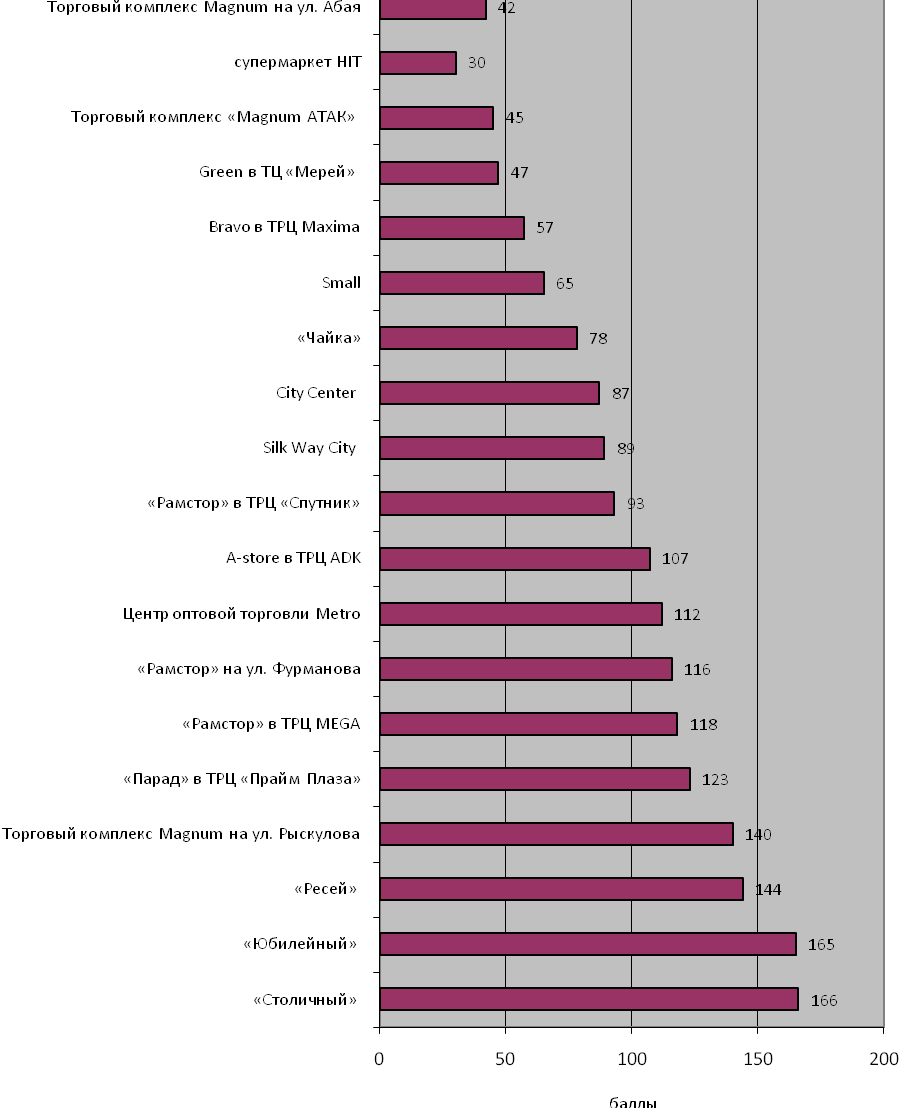 Торговый комплекс Magnum на ул. Абая 42
супермаркет HIT 30
Торговый комплекс «Magnum АТАК» 45
Green в ТЦ «Мерей» 47
Bravo в ТРЦ Maxima 57
Small 65
«Чайка» 78
City Center 87
Silk Way City 89
«Рамстор» в ТРЦ «Спутник» 93
A-store в ТРЦ ADK 107
Центр оптовой торговли Metro 112
«Рамстор» на ул. Фурманова 116
«Рамстор» в ТРЦ MEGA 118
«Парад» в ТРЦ «Прайм Плаза» 123
Торговый комплекс Magnum на ул. Рыскулова 140
«Ресей» 144
«Юбилейный» 165
«Столичный» 166
0 50 100 150 200
баллы